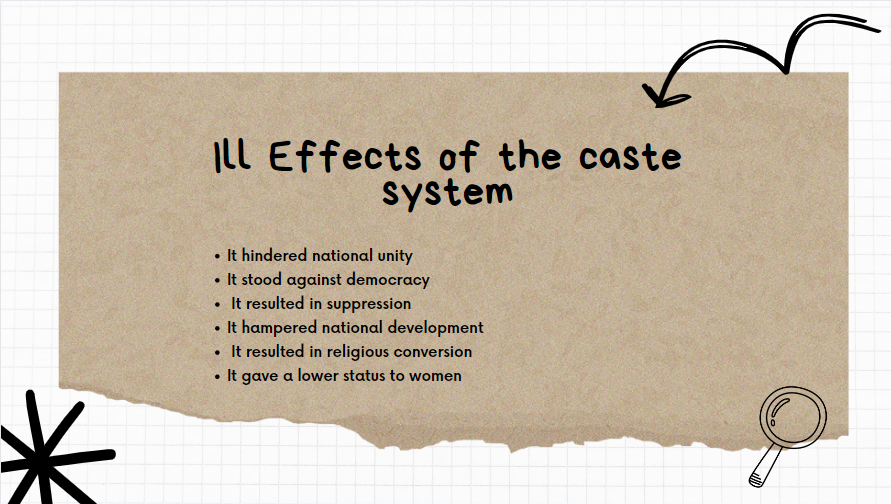 Ill Effects of the caste
system
• It hindered national unity
• It stood against democracy
• It resulted in suppression
• It hampered national development
• It resulted in religious conversion
• It gave a lower status to women